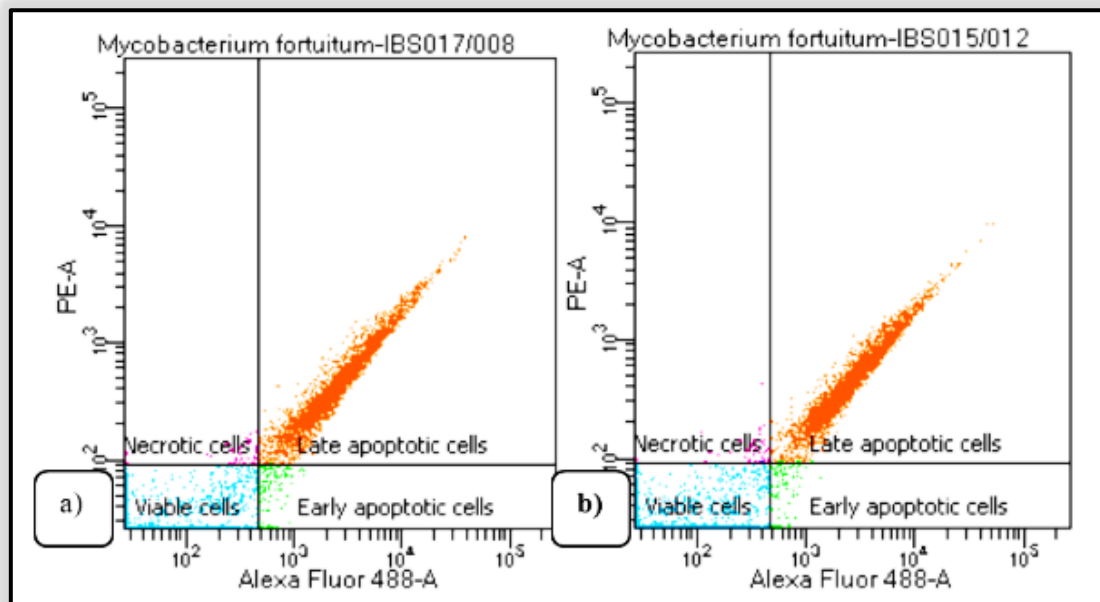 Mycobacterium fortuitum-IBS017/008
PE-A
10^5
10^4
10^3
10^2
Necrotic cells
Late apoptotic cells
Viable cells
Early apoptotic cells
10^2
10^3
10^4
10^5
Alexa Fluor 488-A
a)
Mycobacterium fortuitum-IBS015/012
PE-A
10^5
10^4
10^3
10^2
Necrotic cells
Late apoptotic cells
Viable cells
Early apoptotic cells
10^2
10^3
10^4
10^5
Alexa Fluor 488-A
b)